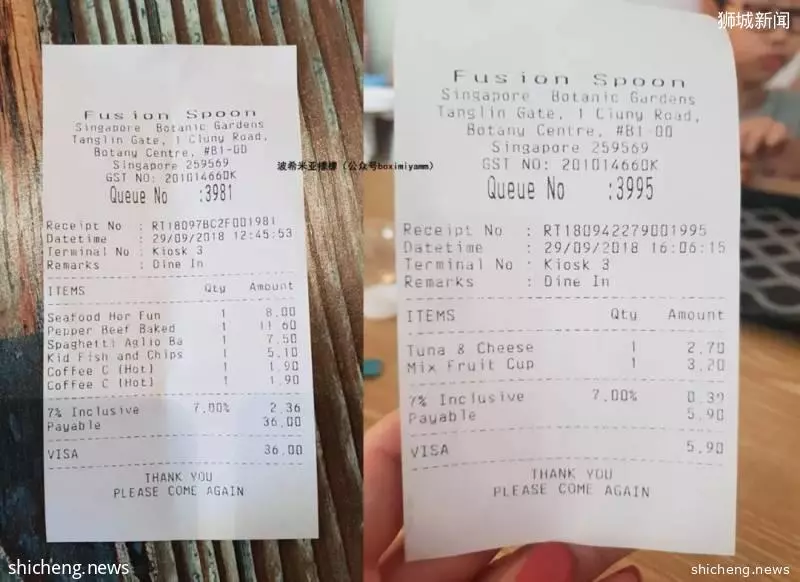 Fusion Spoon
Singapore Botanic Gardens
Tanglin Gate, 1 Cluny Road,
Botany Centre, #B1-00
Singapore 259569
GST NO: 201014660K
Queue No :3981
Receipt No : RT18097BC2F001981
Datetime : 29/09/2018 12:45:53
Terminal No : Kiosk 3
Remarks : Dine In
ITEMS Qty Amount
Seafood Hor Fun 1 8.00
Pepper Beef Baked 1 11.60
Spaghetti Aglio Ba 1 7.50
Kid Fish and Chips 1 5.10
Coffee C (Hot) 1 1.90
Coffee C (Hot) 1 1.90
7% Inclusive 7.00% 2.36
Payable 36.00
VISA 36.00
THANK YOU
PLEASE COME AGAIN
shicheng.news
波希米亚檬檬（公众号boximiyamm）
狮城新闻
Fusion Spoon
Singapore Botanic Gardens
Tanglin Gate, 1 Cluny Road,
Botany Centre, #B1-00
Singapore 259569
GST NO: 201014660K
Queue No :3995
Receipt No : RT180942279001995
Datetime : 29/09/2018 16:06:15
Terminal No : Kiosk 3
Remarks : Dine In
ITEMS Qty Amount
Tuna & Cheese 1 2.70
Mix Fruit Cup 1 3.20
7% Inclusive 7.00% 0.39
Payable 5.90
VISA 5.90
THANK YOU
PLEASE COME AGAIN
shicheng.news